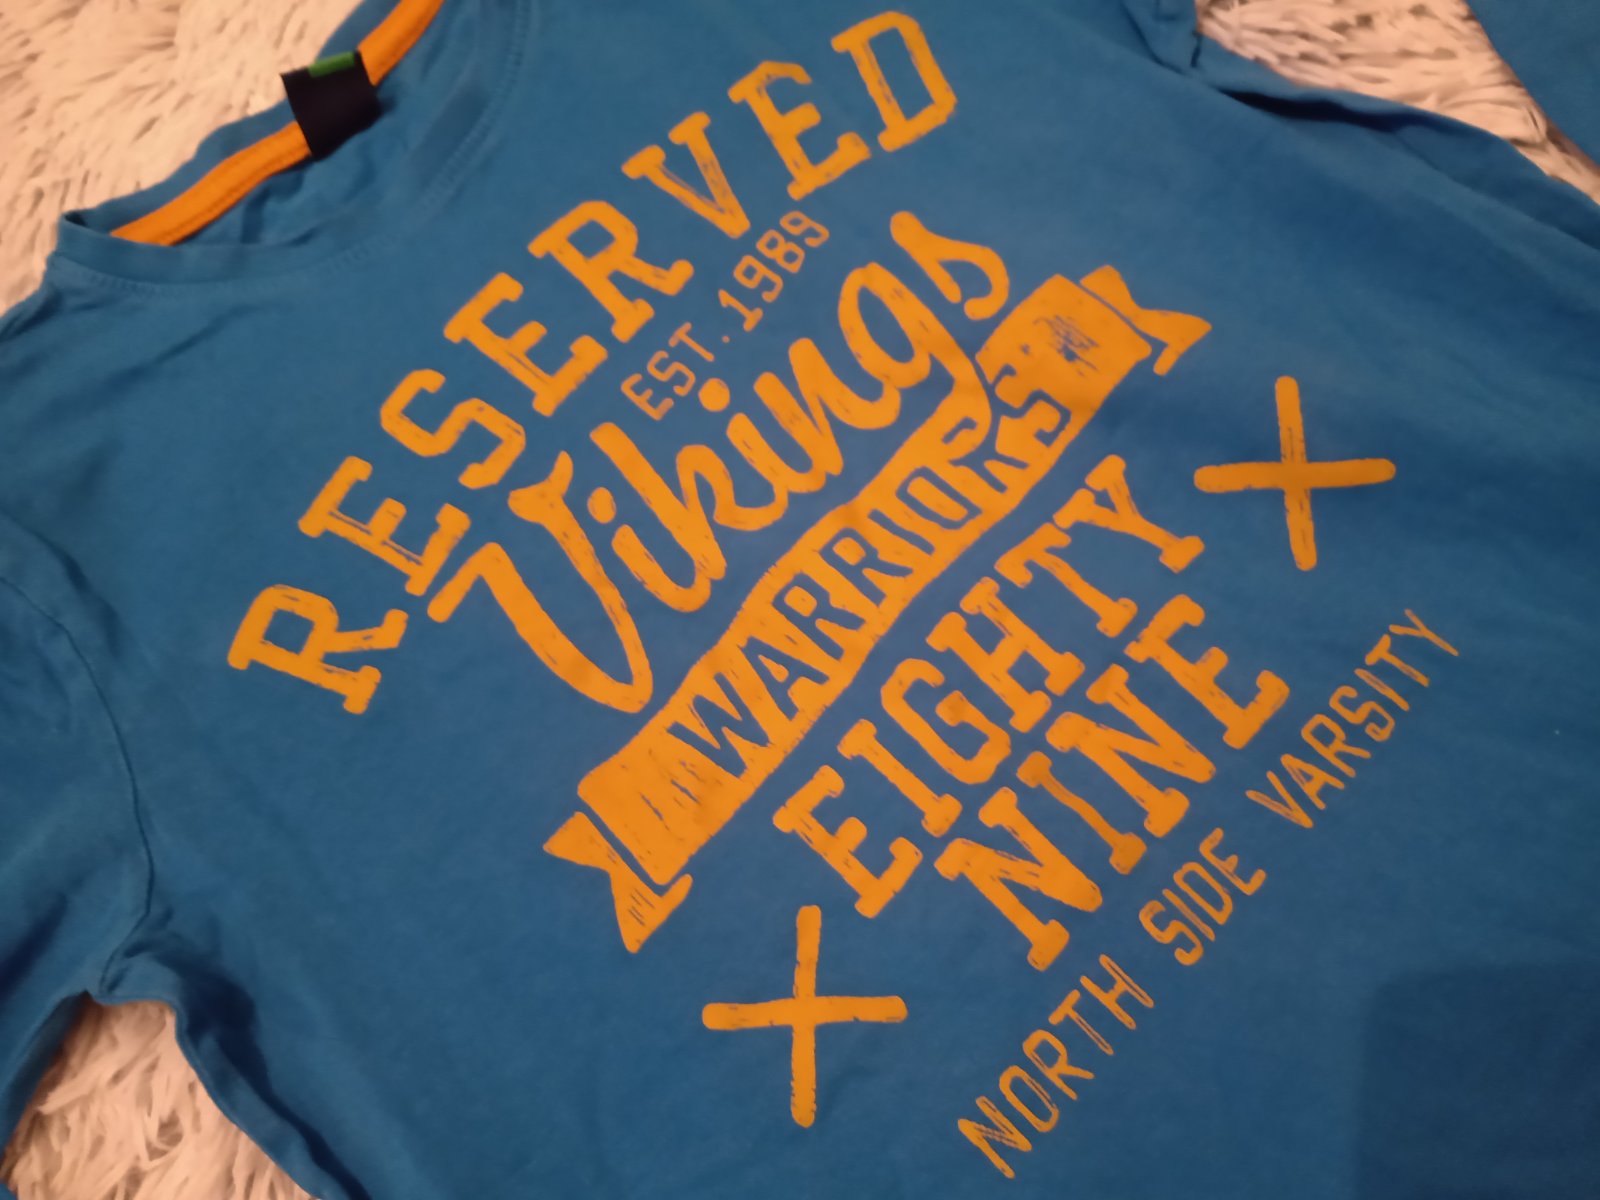 RESERVED
EST. 1989
Vikings
WARRIORS
EIGHTY
NINE
NORTH SIDE VARSITY